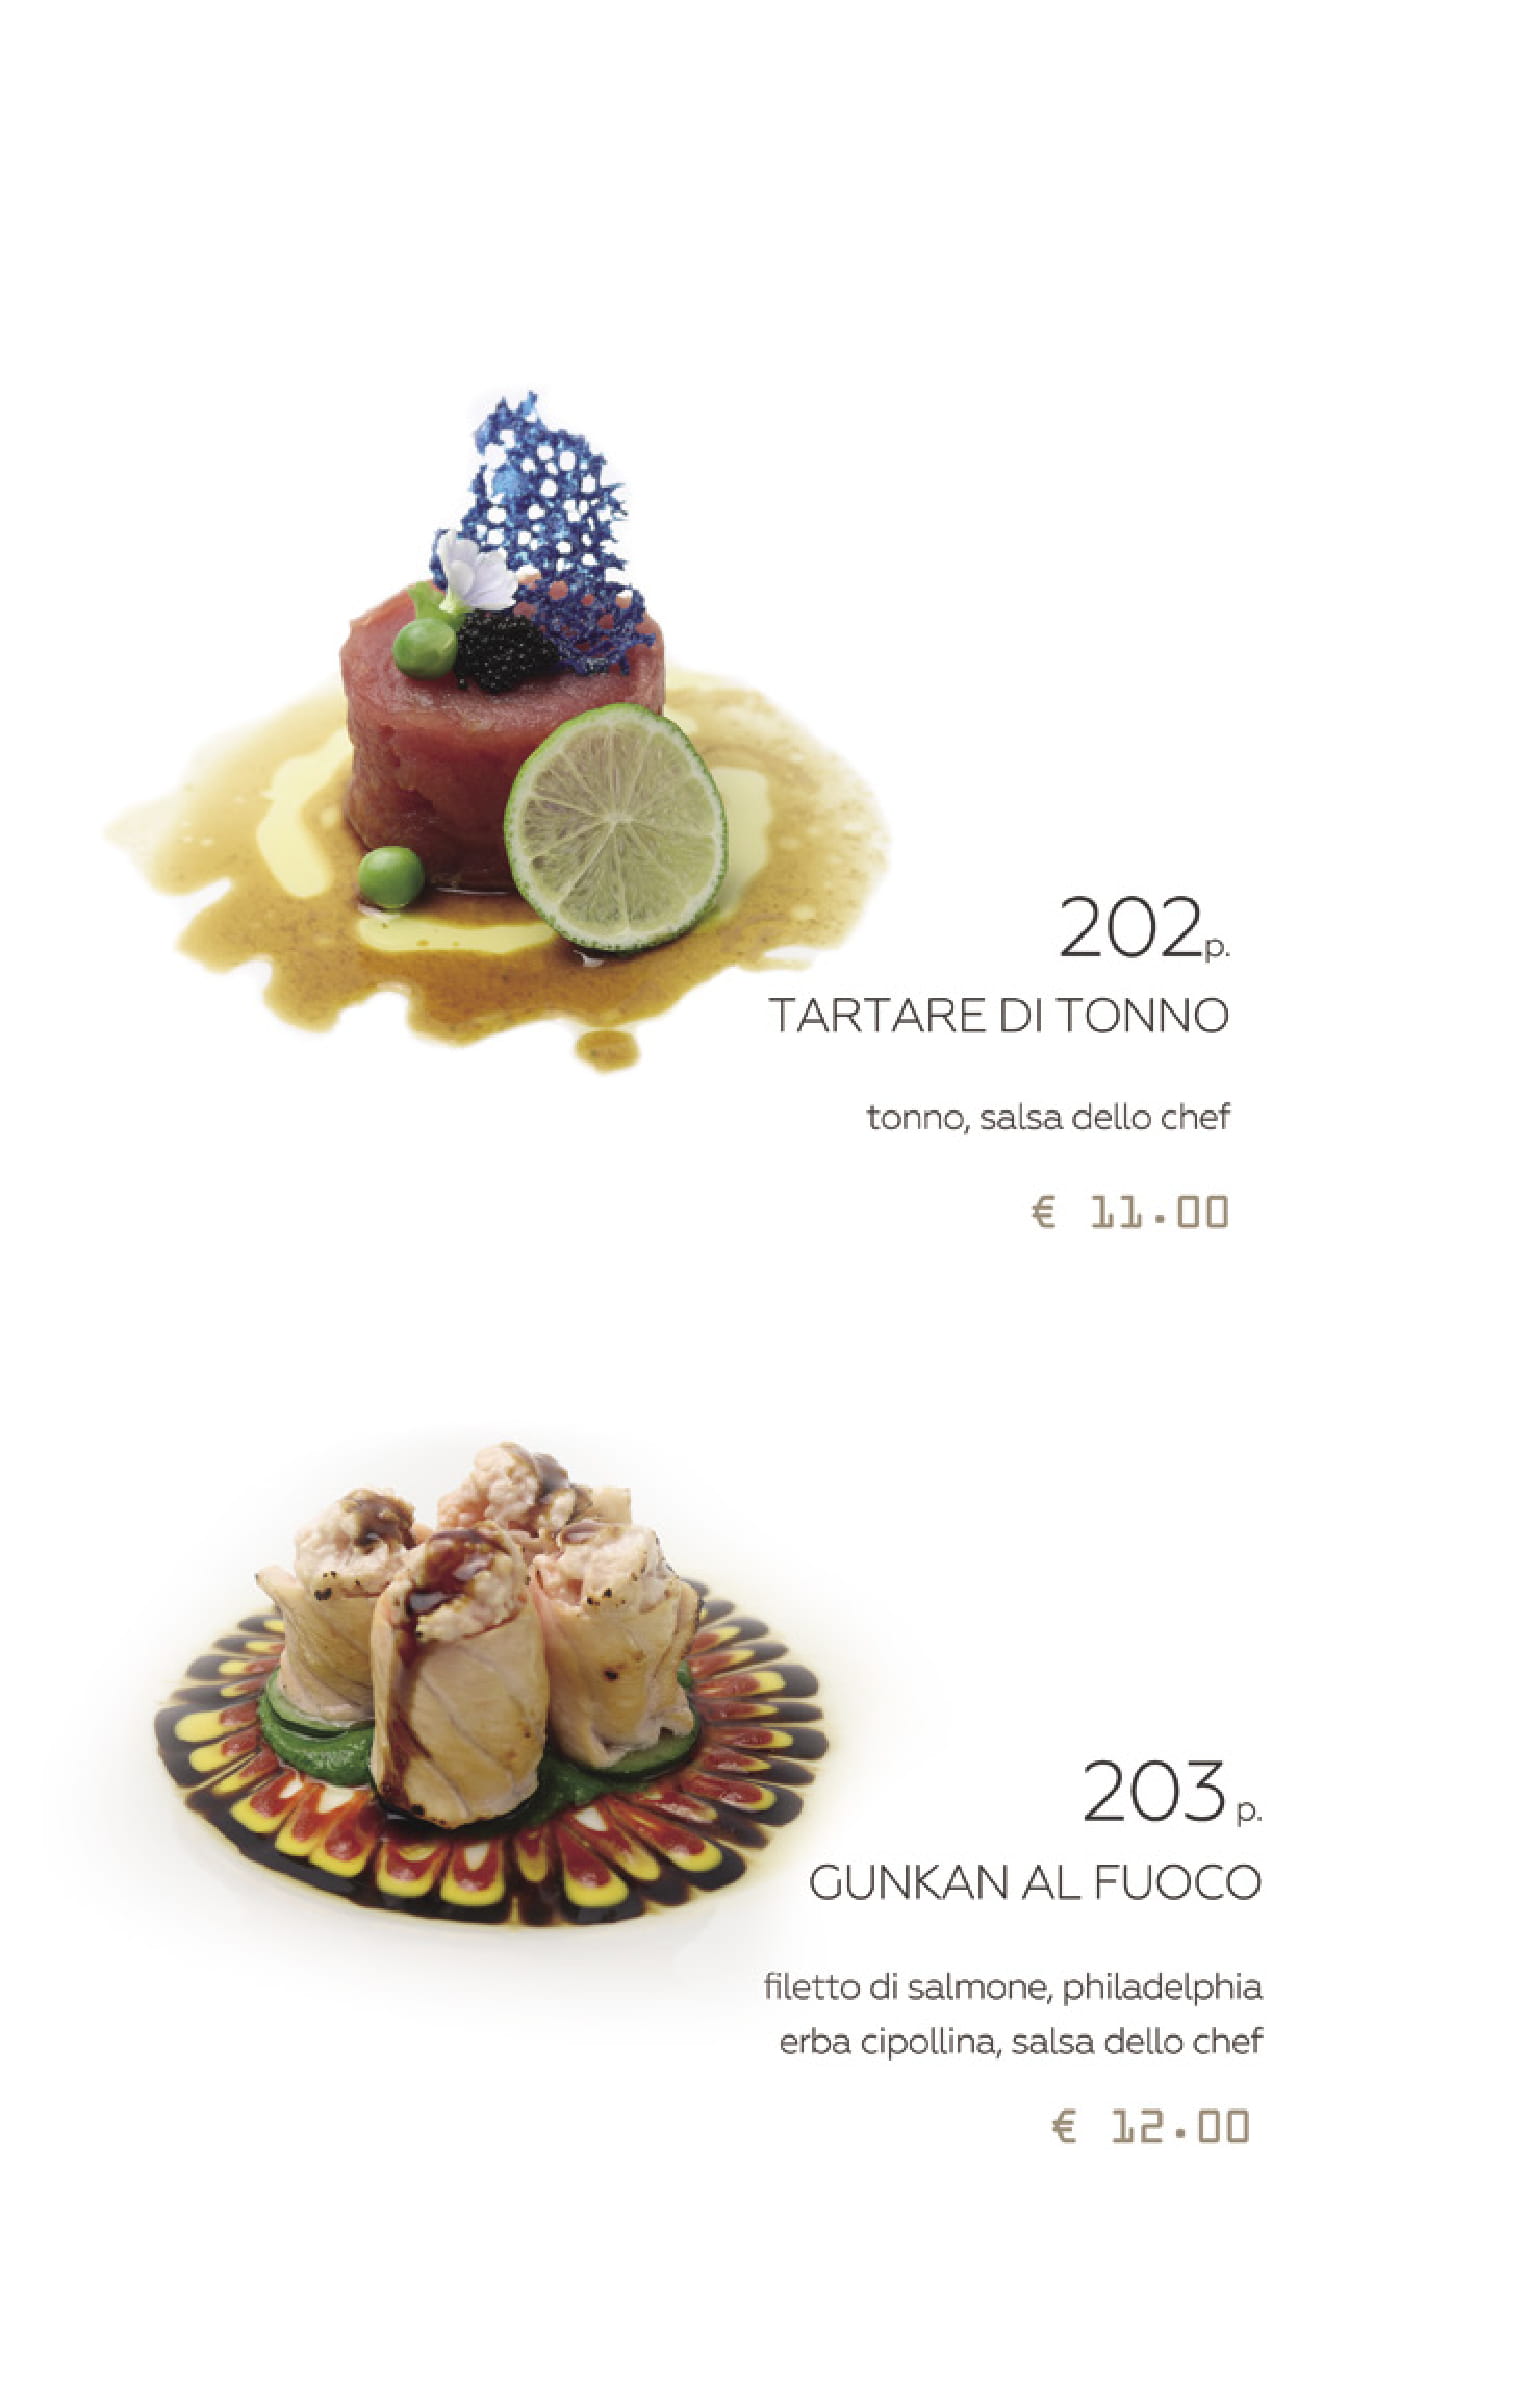 202p.
TARTARE DI TONNO
tonno, salsa dello chef
€ 11.00
203 p.
GUNKAN AL FUOCO
filetto di salmone, philadelphia
erba cipollina, salsa dello chef
€ 12.00